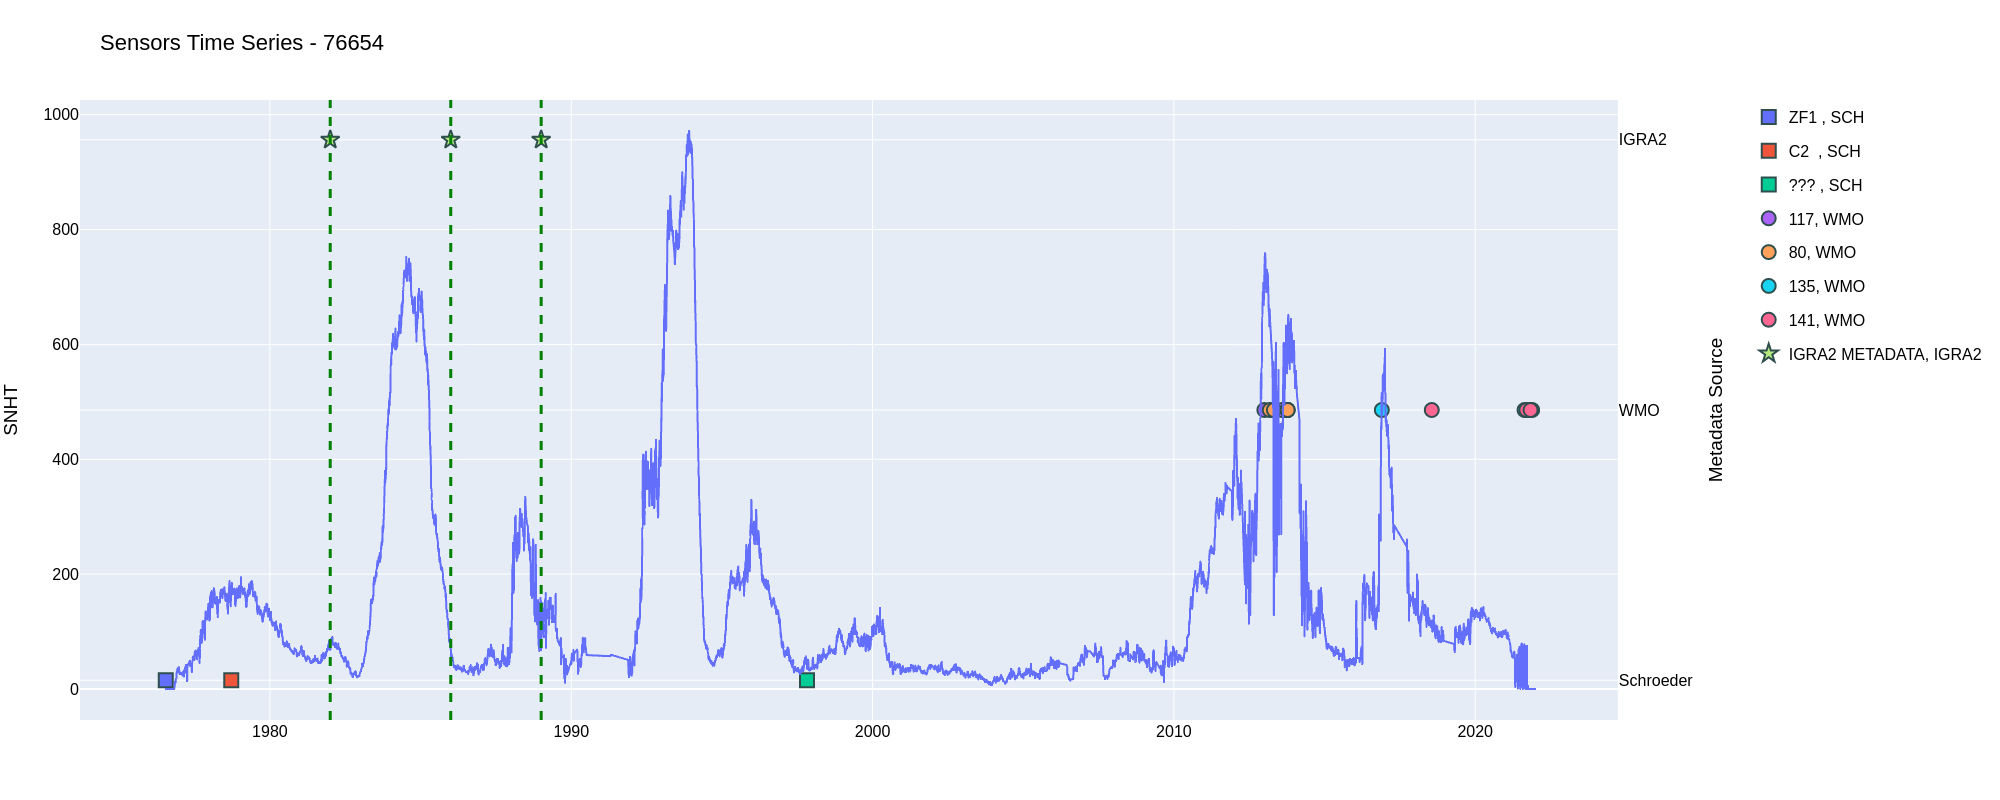 Sensors Time Series - 76654
1000
800
600
400
200
0
SNHT
1980
1990
2000
2010
2020
IGRA2
WMO
Schroeder
Metadata Source
ZF1 , SCH
C2  , SCH
??? , SCH
117, WMO
80, WMO
135, WMO
141, WMO
IGRA2 METADATA, IGRA2